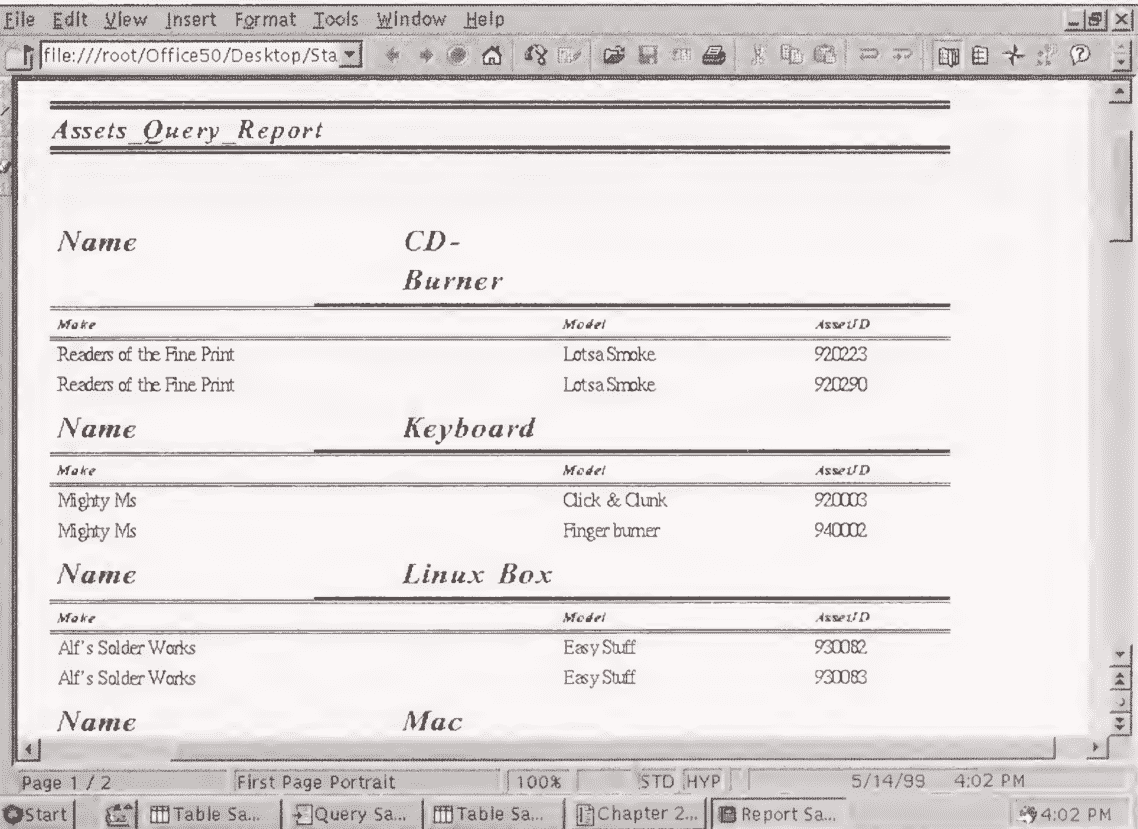 File Edit View Insert Format Tools Window Help
file:///root/Office50/Desktop/Sta
Assets_Query_Report
Name CD-
Burner
Make Model AssetID
Readers of the Fine Print Lotsa Smoke 920223
Readers of the Fine Print Lotsa Smoke 920290
Name Keyboard
Make Model AssetID
Mighty Ms Click & Clunk 920003
Mighty Ms Finger burner 940002
Name Linux Box
Make Model AssetID
Alf's Solder Works Easy Stuff 930082
Alf's Solder Works Easy Stuff 930083
Name Mac
Page 1 / 2 First Page Portrait 100% STD HYP 5/14/99 4:02 PM
Start Table Sa... Query Sa... Table Sa... Chapter 2... Report Sa... 4:02 PM